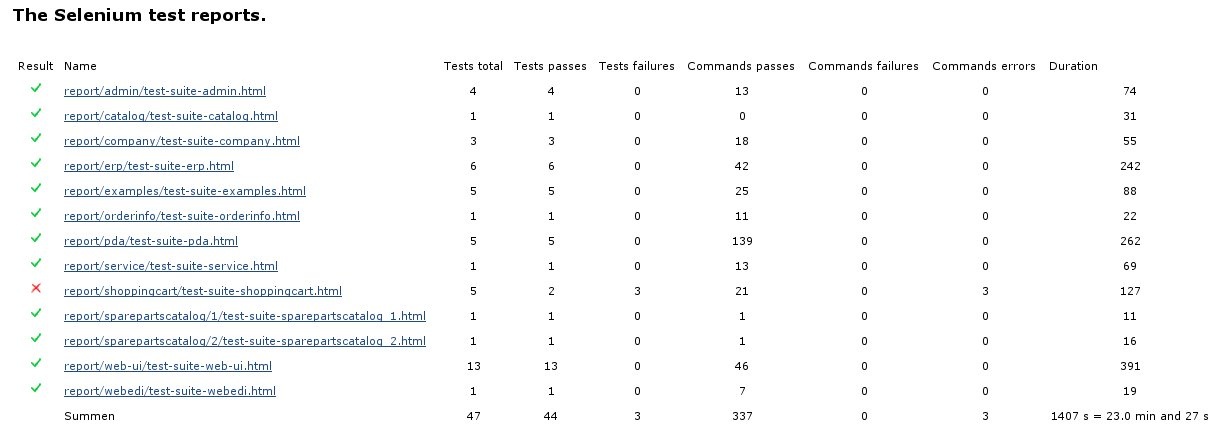 The Selenium test reports.
Result Name Tests total Tests passes Tests failures Commands passes Commands failures Commands errors Duration
report/admin/test-suite-admin.html 4 4 0 13 0 0 74
report/catalog/test-suite-catalog.html 1 1 0 0 0 0 31
report/company/test-suite-company.html 3 3 0 18 0 0 55
report/erp/test-suite-erp.html 6 6 0 42 0 0 242
report/examples/test-suite-examples.html 5 5 0 25 0 0 88
report/orderinfo/test-suite-orderinfo.html 1 1 0 11 0 0 22
report/pda/test-suite-pda.html 5 5 0 139 0 0 262
report/service/test-suite-service.html 1 1 0 13 0 0 69
report/shoppingcart/test-suite-shoppingcart.html 5 2 3 21 0 3 127
report/sparepartscatalog/1/test-suite-sparepartscatalog_1.html 1 1 0 1 0 0 11
report/sparepartscatalog/2/test-suite-sparepartscatalog_2.html 1 1 0 1 0 0 16
report/web-ui/test-suite-web-ui.html 13 13 0 46 0 0 391
report/webedi/test-suite-webedi.html 1 1 0 7 0 0 19
Summen 47 44 3 337 0 3 1407 s = 23.0 min and 27 s